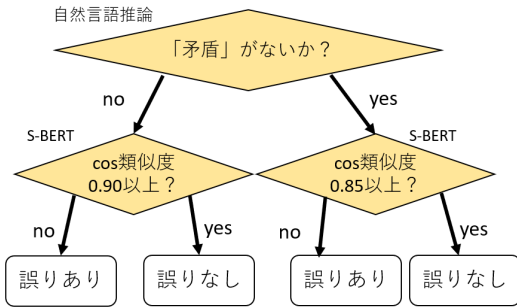 自然言語推論
「矛盾」がないか？
no
yes
S-BERT
S-BERT
cos類似度
0.90以上？
cos類似度
0.85以上？
no
yes
no
yes
誤りあり
誤りなし
誤りあり
誤りなし